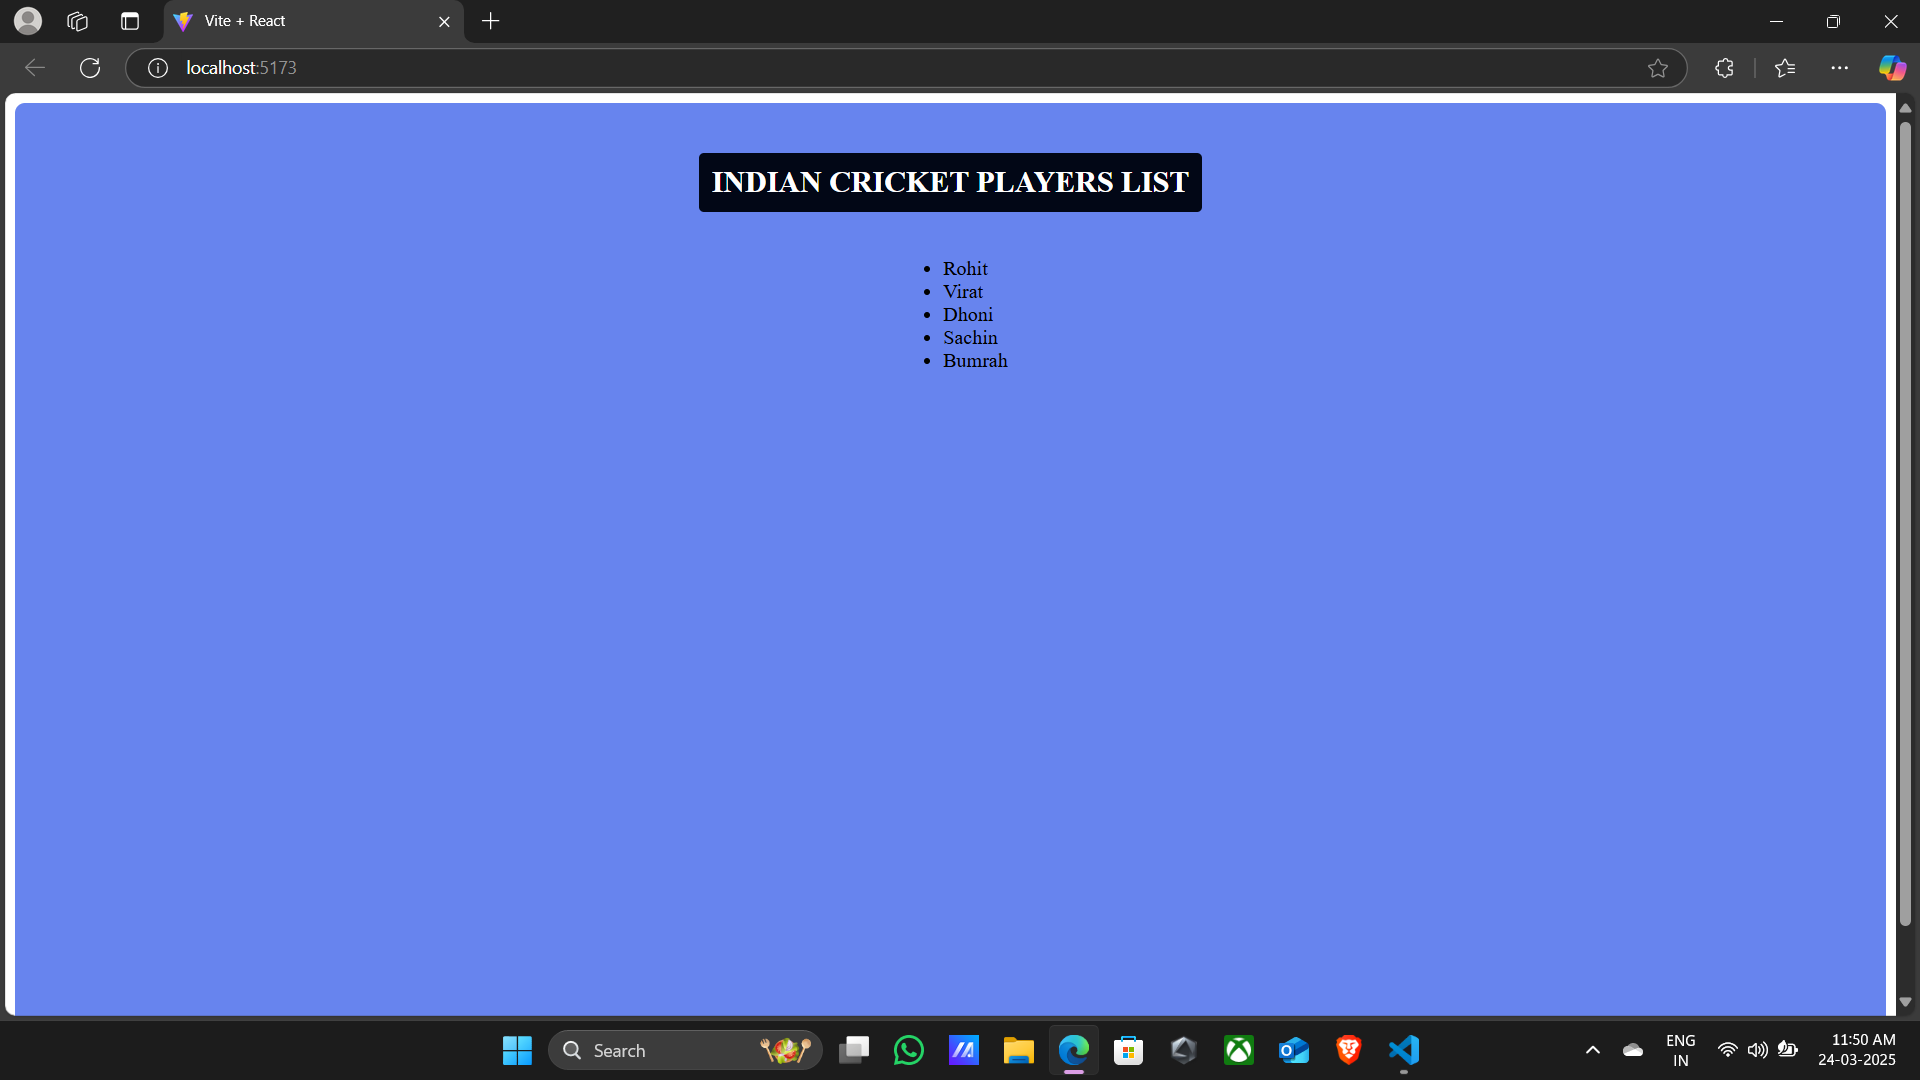 Vite + React
localhost:5173
INDIAN CRICKET PLAYERS LIST
Rohit
Virat
Dhoni
Sachin
Bumrah
Search
ENG
IN
11:50 AM
24-03-2025